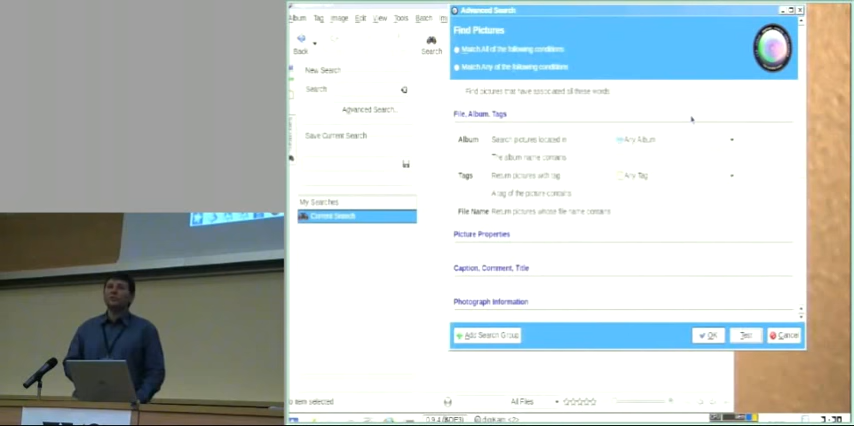 Advanced Search
Find Pictures
Match All of the following conditions
Match Any of the following conditions
Find pictures that have associated all these words
File, Album, Tags
Album Search pictures located in Any Album
The album name contains
Tags Return pictures with tag Any Tag
A tag of the picture contains
File Name Return pictures whose file name contains
Picture Properties
Caption, Comment, Title
Photograph Information
Add Search Group OK Test Cancel
Album Tag Image Edit View Tools Batch Im
Back Search
New Search
Search
Advanced Search...
Save Current Search
My Searches
Current Search
item selected All Files